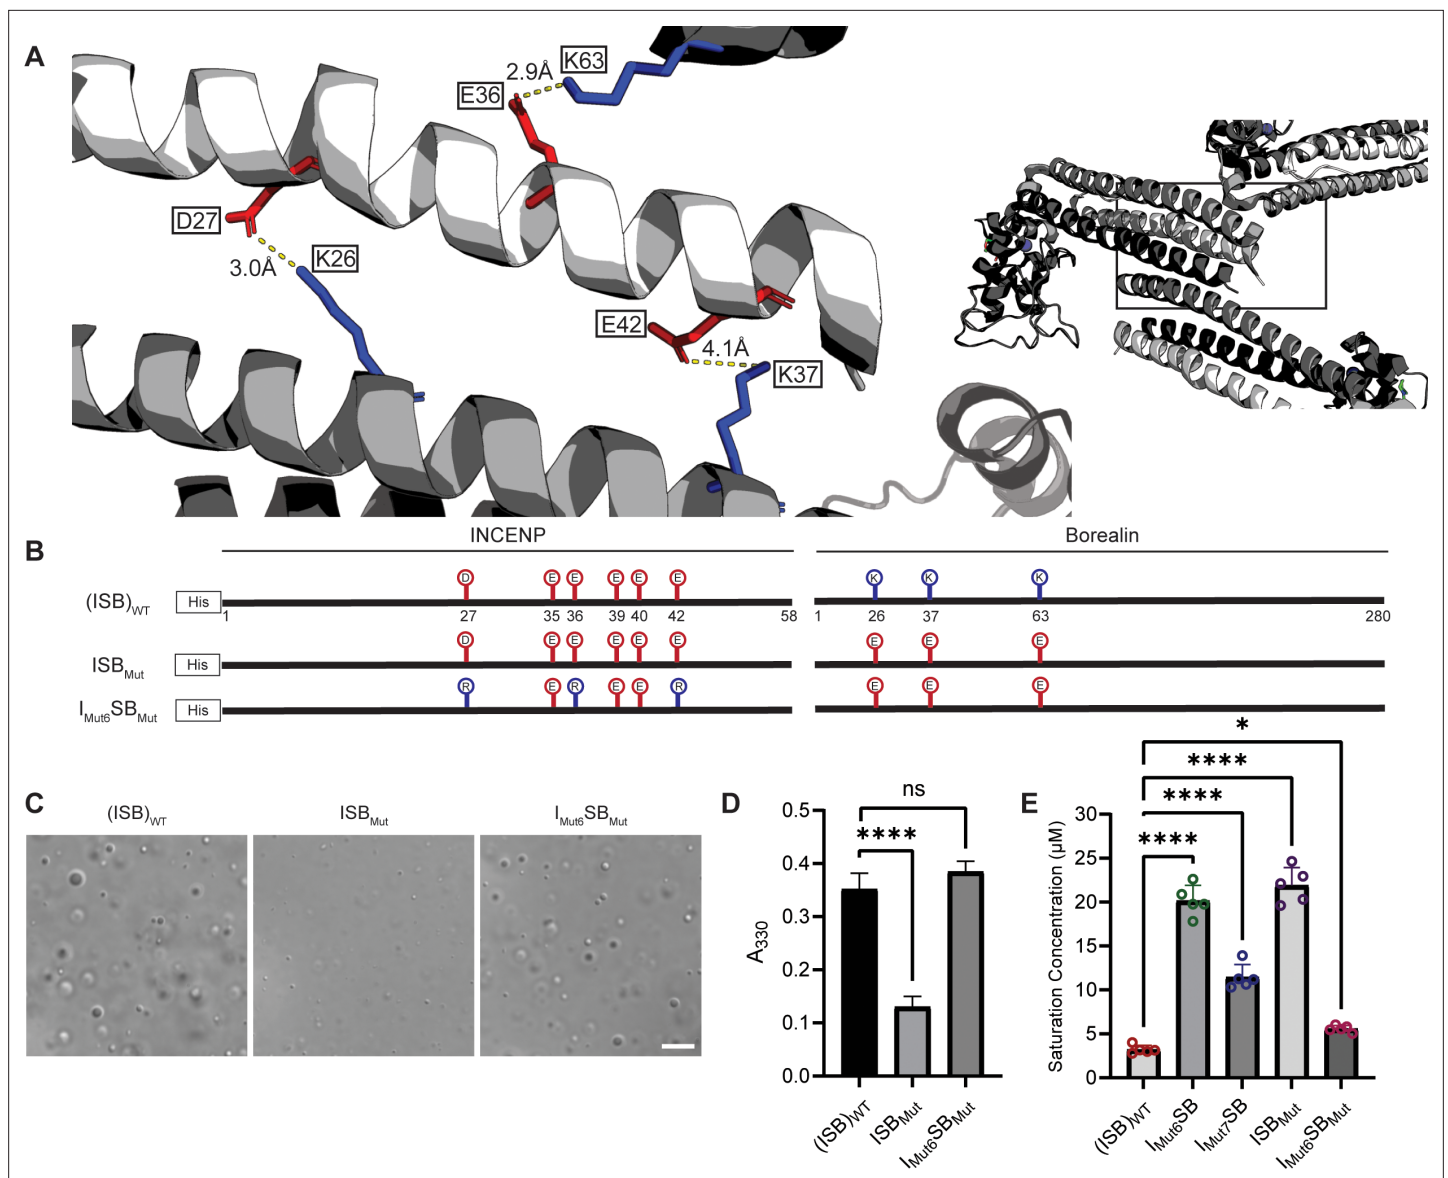 A
K63
2.9Å
E36
D27
3.0Å
K26
E42
4.1Å
K37
B
INCENP
Borealin
(ISB)WT
His
D E E E E E
K K K
1 27 35 36 39 40 42 58
1 26 37 63 280
ISBMut
His
D E E E E E
E E E
IMut6SBMut
His
R E R E E R
E E E
C
(ISB)WT
ISBMut
IMut6SBMut
D
ns
****
0.5
0.4
0.3
0.2
0.1
0.0
A330
(ISB)WT
ISBMut
IMut6SBMut
E
*
****
****
****
30
25
20
15
10
5
0
Saturation Concentration (µM)
(ISB)WT
IMut6SB
IMut7SB
ISBMut
IMut6SBMut